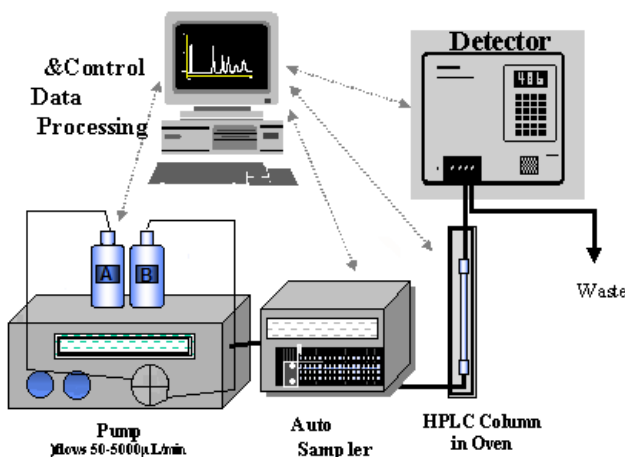 Detector
&Control
Data
Processing
486
A B
Waste
Pump
)flows 50-5000µL/min
Auto
Sampler
HPLC Column
in Oven